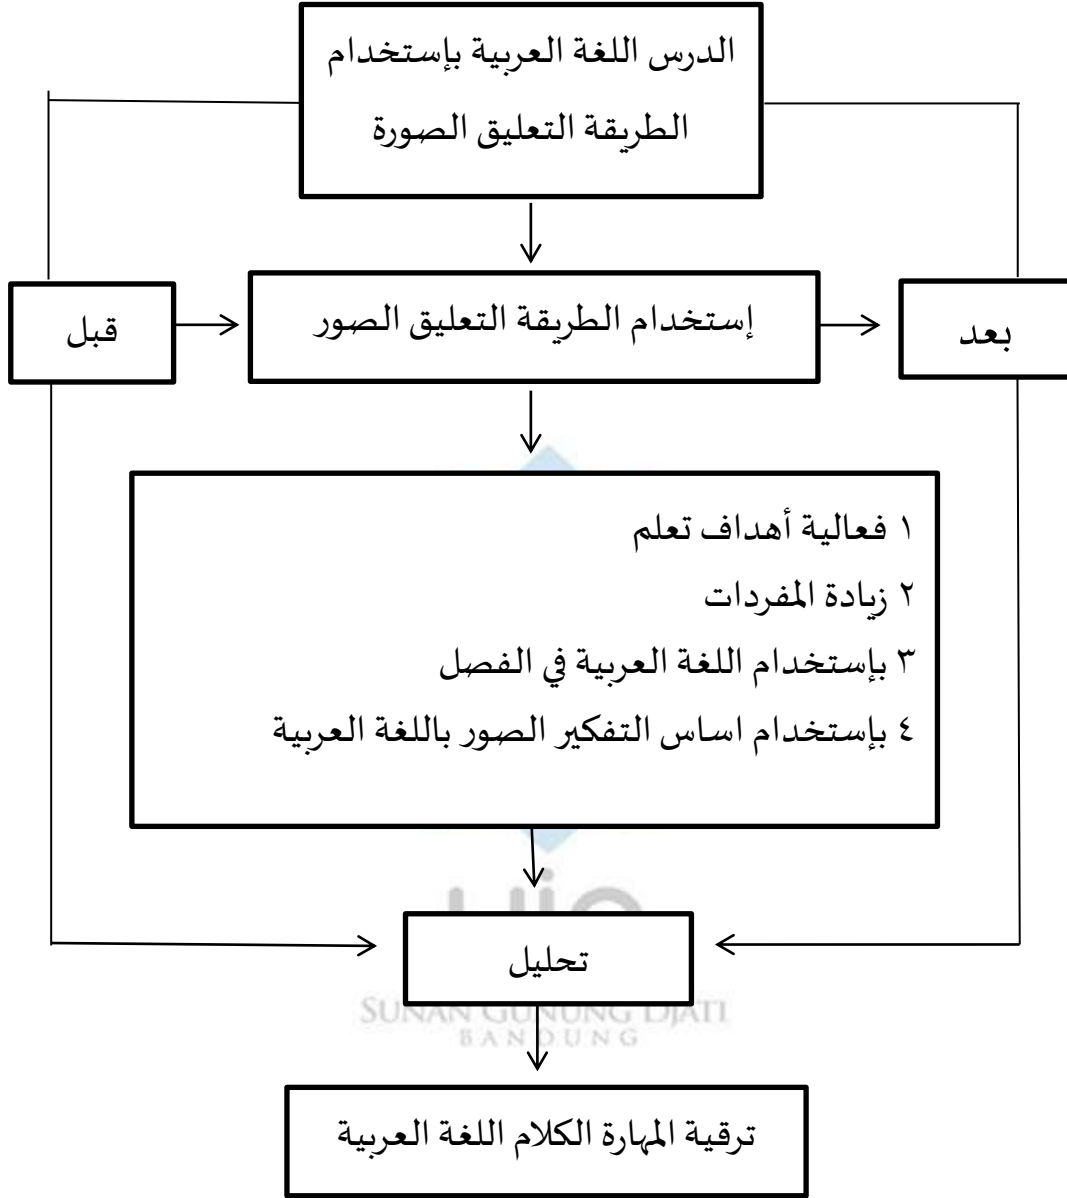 الدرس اللغة العربية بإستخدام
الطريقة التعليق الصورة
قبل
إستخدام الطريقة التعليق الصور
بعد
١ فعالية أهداف تعلم
٢ زيادة المفردات
٣ بإستخدام اللغة العربية في الفصل
٤ بإستخدام اساس التفكير الصور باللغة العربية
تحليل
SUNAN GUNUNG DJATI
BANDUNG
ترقية المهارة الكلام اللغة العربية